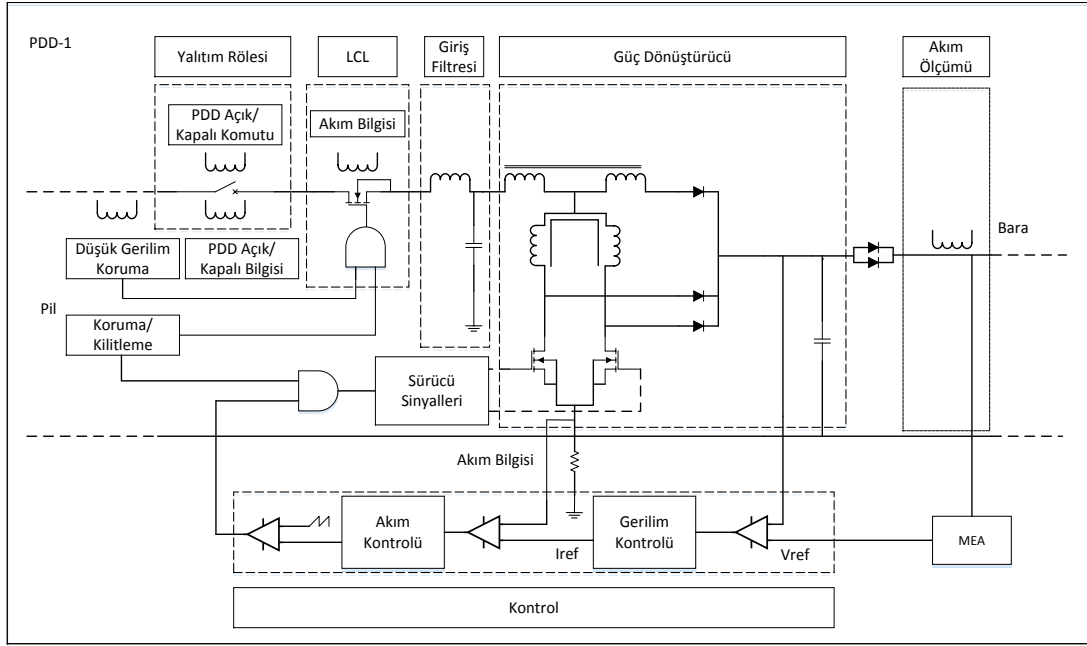 PDD-1
Yalıtım Rölesi
LCL
Giriş
Filtresi
Güç Dönüştürücü
Akım
Ölçümü
PDD Açık/
Kapalı Komutu
Akım Bilgisi
Düşük Gerilim
Koruma
PDD Açık/
Kapalı Bilgisi
Bara
Pil
Koruma/
Kilitleme
Sürücü
Sinyalleri
Akım Bilgisi
Akım
Kontrolü
Iref
Gerilim
Kontrolü
Vref
MEA
Kontrol